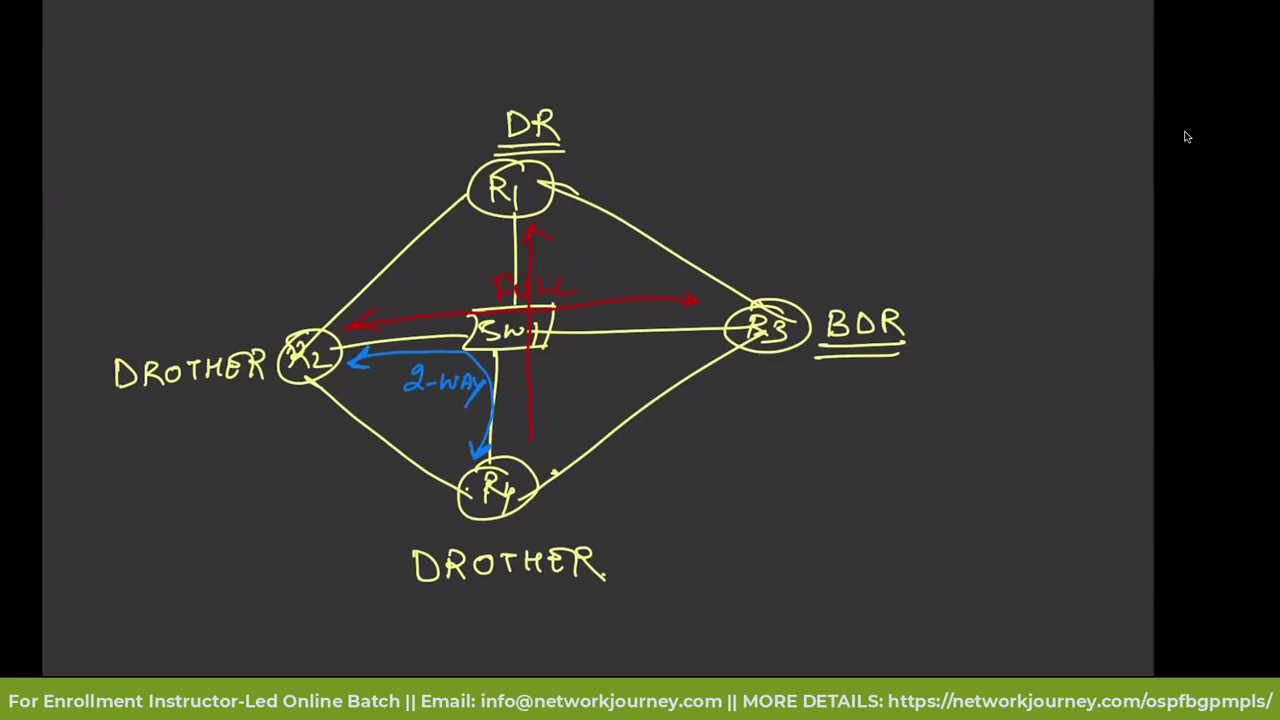 DR
R1
FULL
SW1
R3
BDR
DROTHER
R2
2-WAY
R4
DROTHER.
For Enrollment Instructor-Led Online Batch || Email: info@networkjourney.com || MORE DETAILS: https://networkjourney.com/ospfbgpmpls/